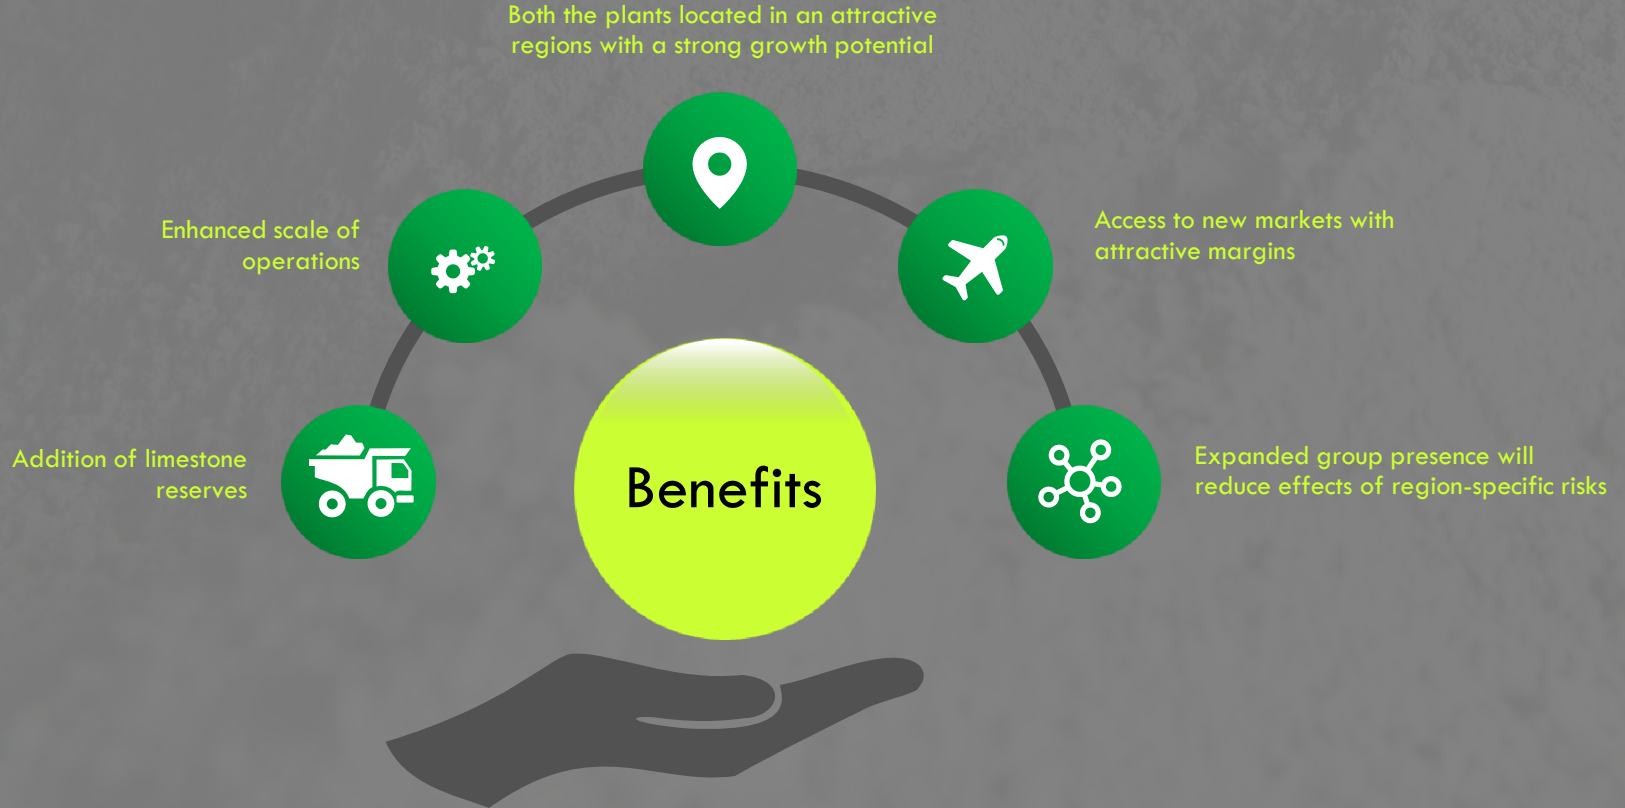 Both the plants located in an attractive
regions with a strong growth potential
Enhanced scale of
operations
Access to new markets with
attractive margins
Addition of limestone
reserves
Benefits
Expanded group presence will
reduce effects of region-specific risks